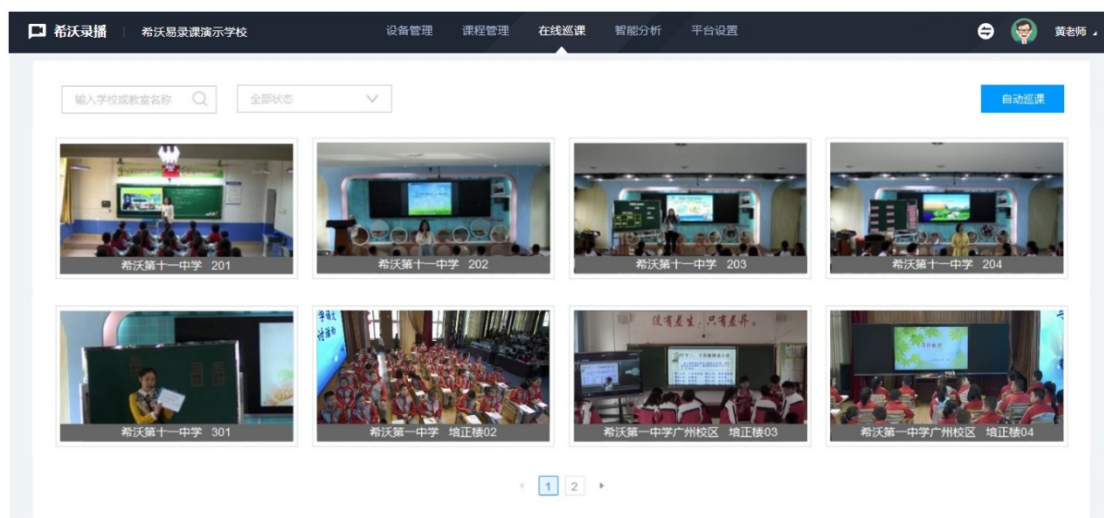 希沃录播 希沃易录课演示学校 设备管理 课程管理 在线巡课 智能分析 平台设置 黄老师
输入学校或教室名称 全部状态 自动巡课
希沃第十一中学 201 希沃第十一中学 202 希沃第十一中学 203 希沃第十一中学 204
没有差生，只有差异。
希沃第十一中学 301 希沃第一中学 培正楼02 希沃第一中学广州校区 培正楼03 希沃第一中学广州校区 培正楼04
1 2